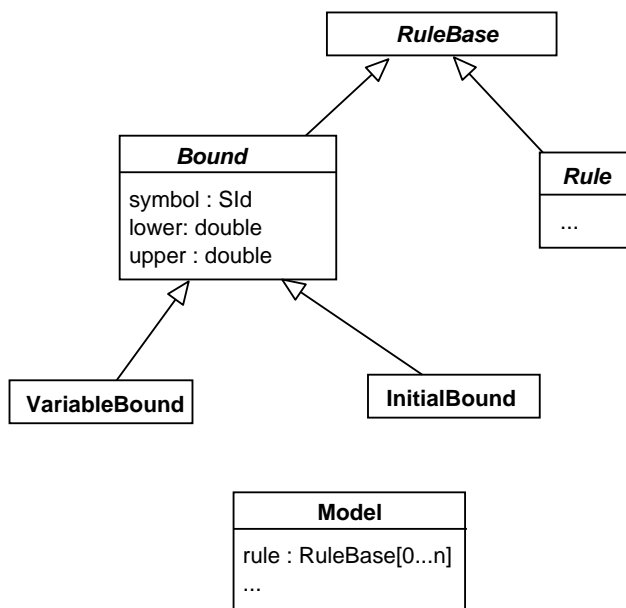 RuleBase
Bound
symbol : SId
lower: double
upper : double
Rule
...
VariableBound
InitialBound
Model
rule : RuleBase[0...n]
...